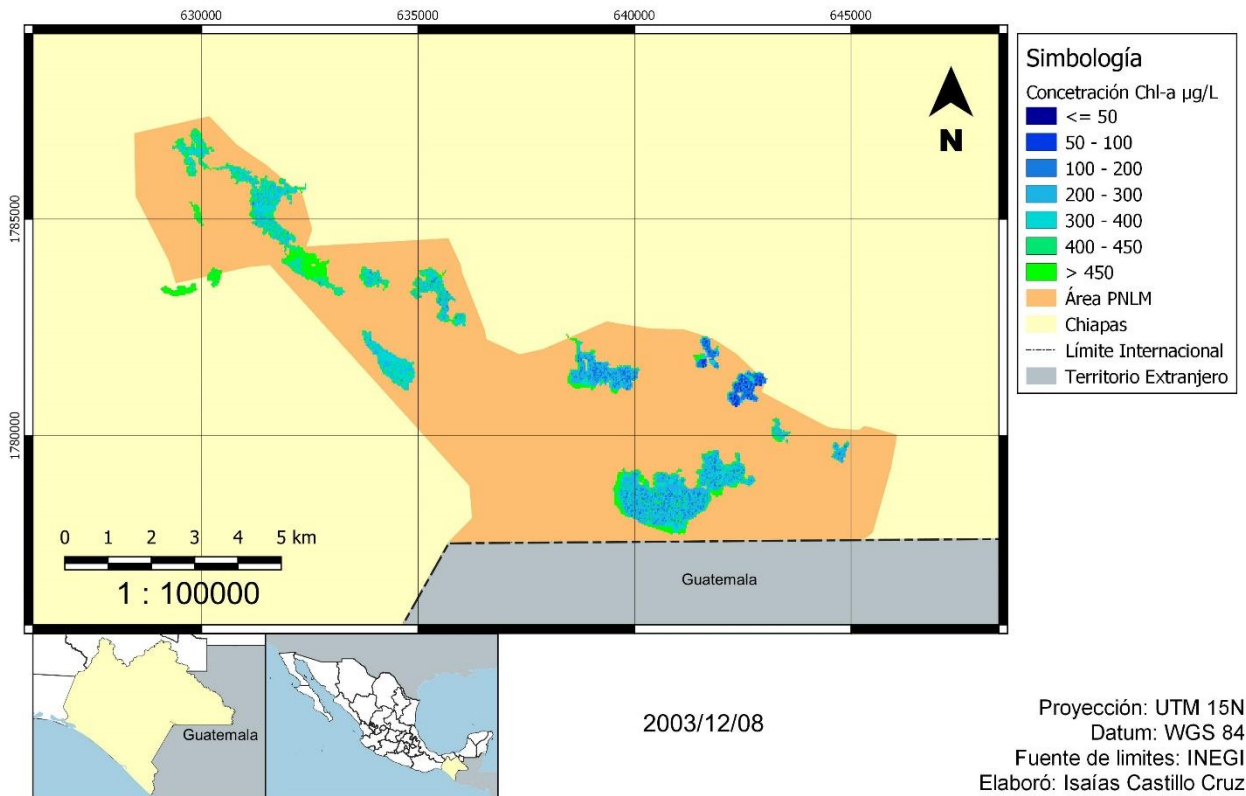 630000
635000
640000
645000
1785000
1780000
N
0 1 2 3 4 5 km
1 : 100000
Guatemala
Simbología
Concetración Chl-a µg/L
<= 50
50 - 100
100 - 200
200 - 300
300 - 400
400 - 450
> 450
Área PNLM
Chiapas
Límite Internacional
Territorio Extranjero
Guatemala
2003/12/08
Proyección: UTM 15N
Datum: WGS 84
Fuente de limites: INEGI
Elaboró: Isaías Castillo Cruz